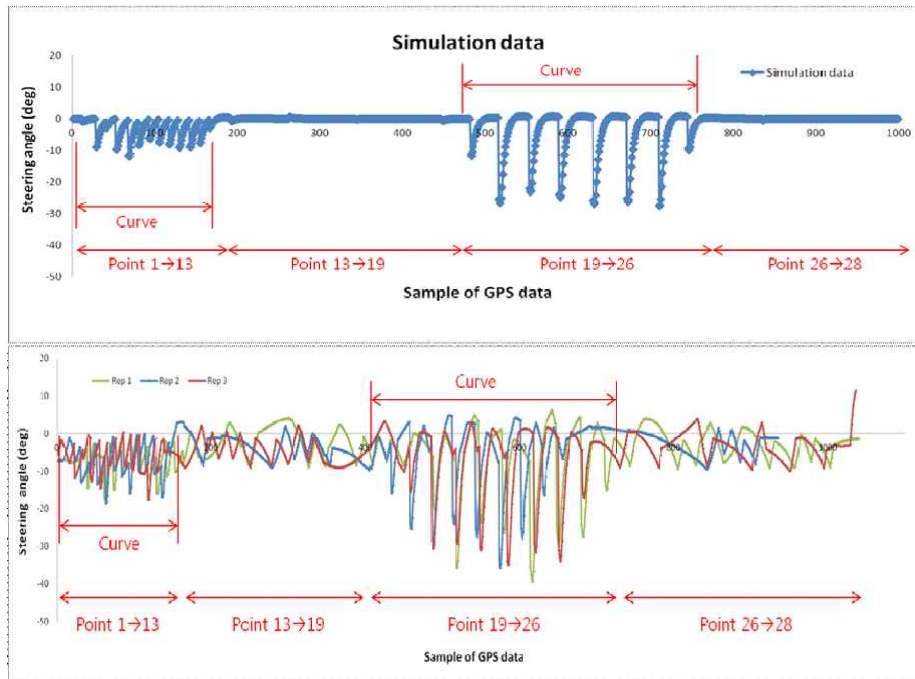 Simulation data
20
10
0
-10
-20
-30
-40
-50
Steering angle (deg)
0 100 200 300 400 500 600 700 800 900 1000
Curve
Simulation data
Curve
Point 1→13
Point 13→19
Point 19→26
Point 26→28
Sample of GPS data
20
10
0
-10
-20
-30
-40
-50
Steering angle (deg)
Rep 1 Rep 2 Rep 3
Curve
Curve
Point 1→13
Point 13→19
Point 19→26
Point 26→28
Sample of GPS data